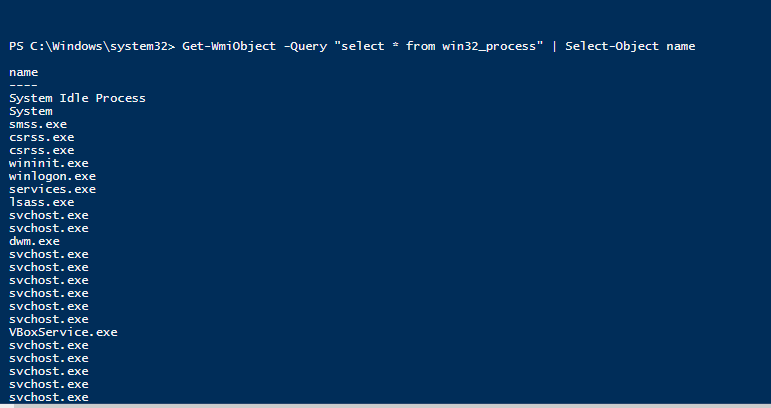 PS C:\Windows\system32> Get-WmiObject -Query "select * from win32_process" | Select-Object name
name
----
System Idle Process
System
smss.exe
csrss.exe
csrss.exe
wininit.exe
winlogon.exe
services.exe
lsass.exe
svchost.exe
svchost.exe
dwm.exe
svchost.exe
svchost.exe
svchost.exe
svchost.exe
svchost.exe
svchost.exe
VBoxService.exe
svchost.exe
svchost.exe
svchost.exe
svchost.exe
svchost.exe